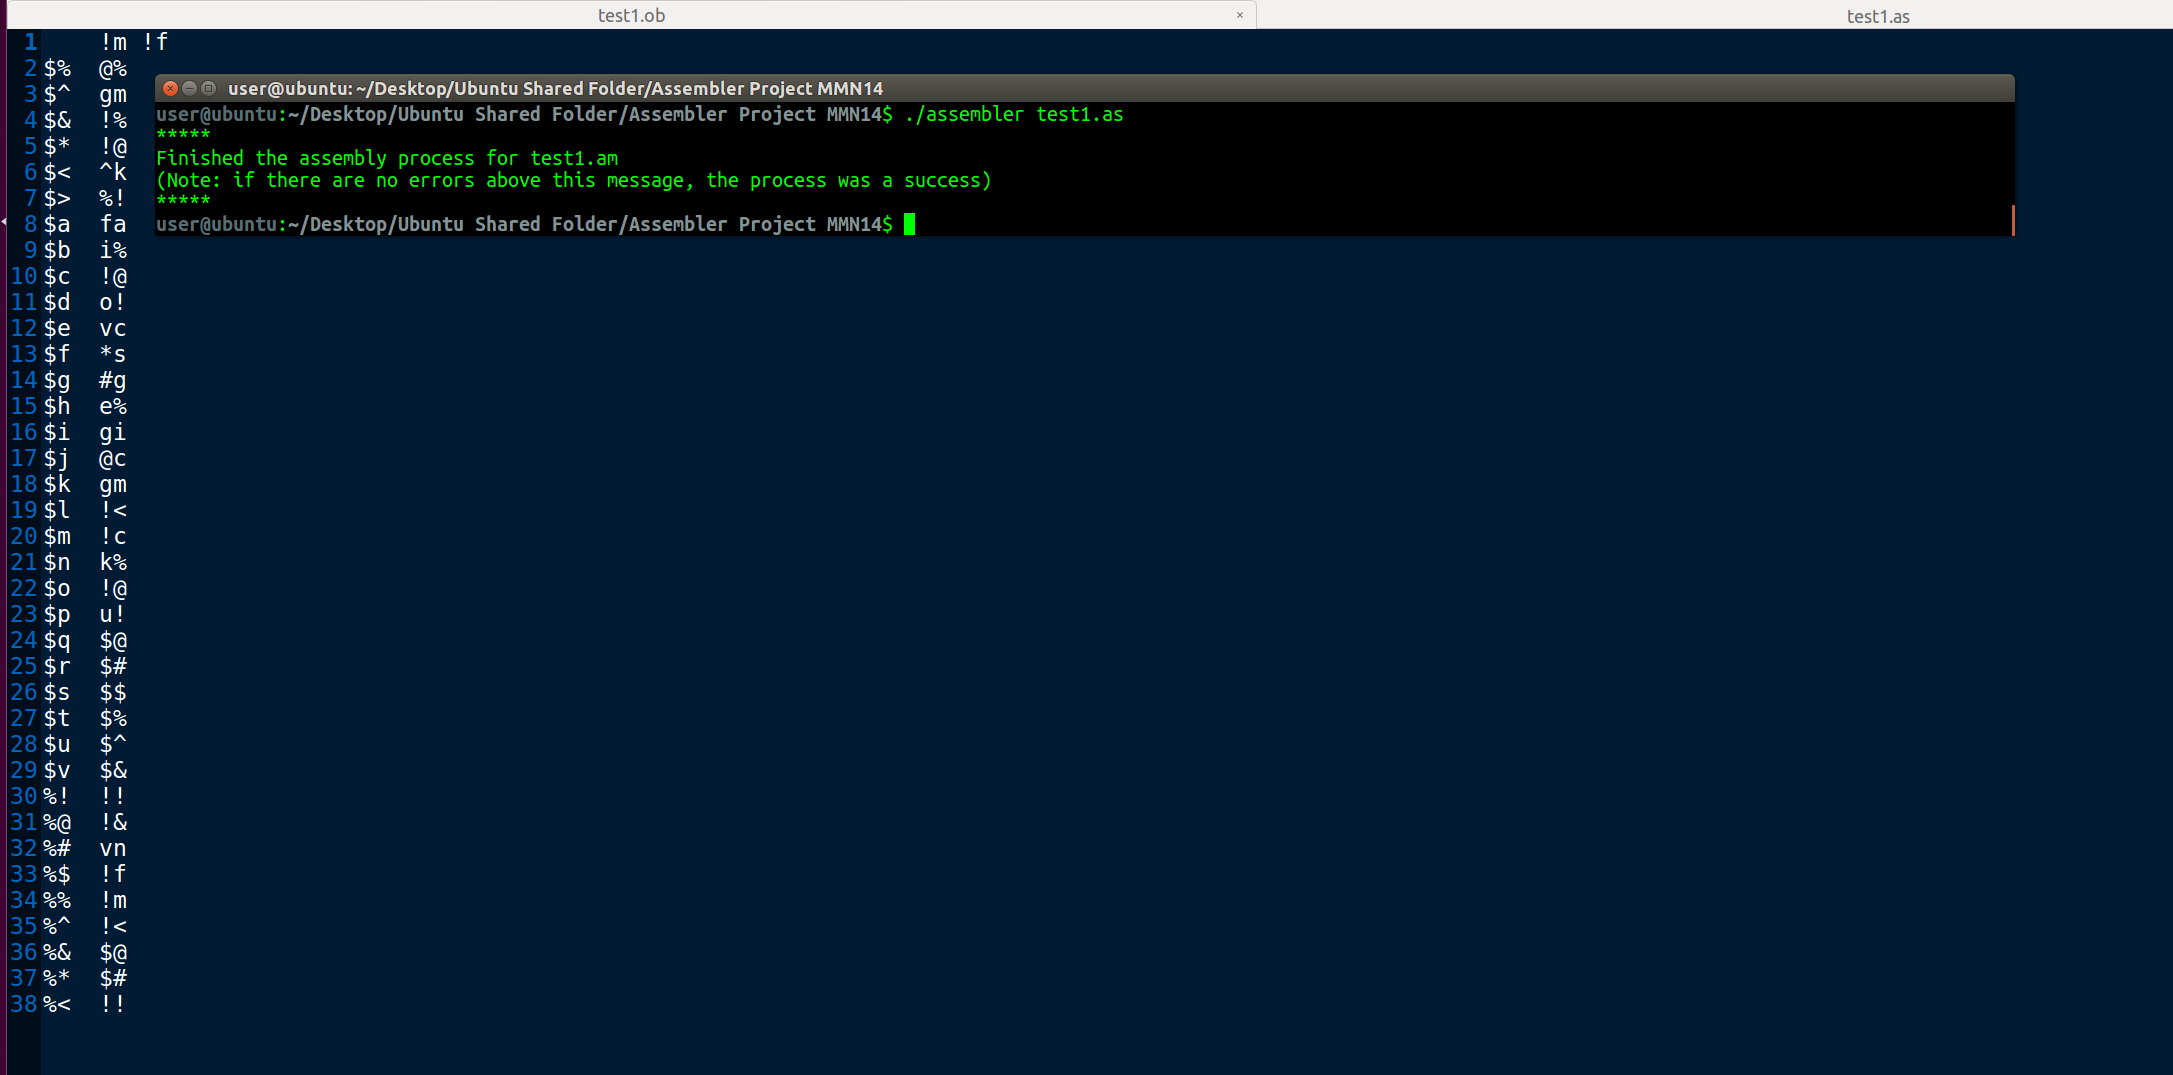 test1.ob × test1.as
1 !m !f
2 $% @%
3 $^ gm
4 $& !%
5 $* !@
6 $< ^k
7 $> %!
8 $a fa
9 $b i%
10 $c !@
11 $d o!
12 $e vc
13 $f *s
14 $g #g
15 $h e%
16 $i gi
17 $j @c
18 $k gm
19 $l !<
20 $m !c
21 $n k%
22 $o !@
23 $p u!
24 $q $@
25 $r $#
26 $s $$
27 $t $%
28 $u $^
29 $v $&
30 %! !!
31 %@ !&
32 %# vn
33 %$ !f
34 %% !m
35 %^ !<
36 %& $@
37 %* $#
38 %< !!
user@ubuntu: ~/Desktop/Ubuntu Shared Folder/Assembler Project MMN14
user@ubuntu:~/Desktop/Ubuntu Shared Folder/Assembler Project MMN14$ ./assembler test1.as
*****
Finished the assembly process for test1.am
(Note: if there are no errors above this message, the process was a success)
*****
user@ubuntu:~/Desktop/Ubuntu Shared Folder/Assembler Project MMN14$